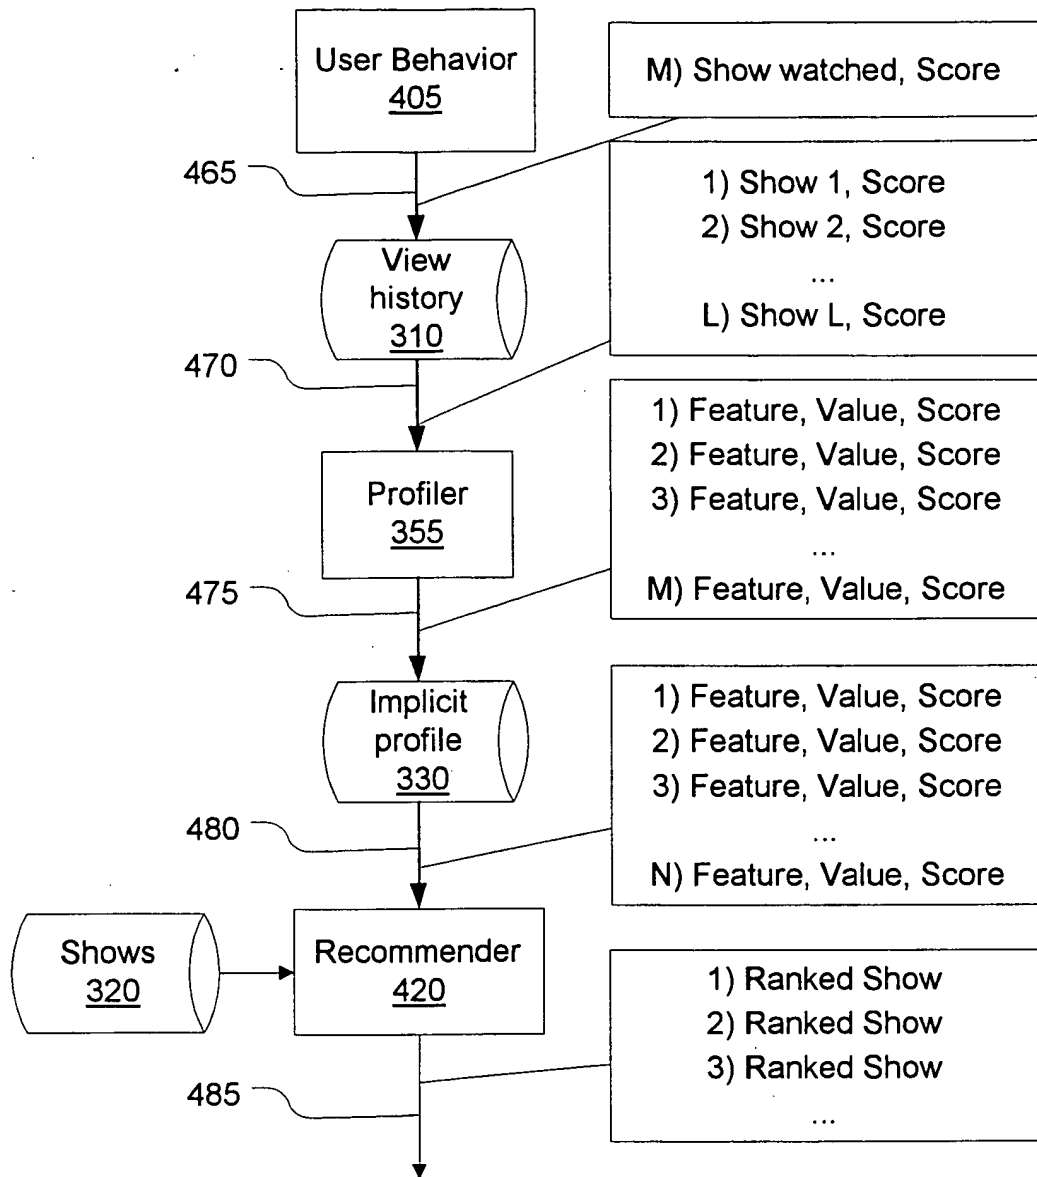 User Behavior
405
M) Show watched, Score
465
1) Show 1, Score
2) Show 2, Score
...
L) Show L, Score
View
history
310
470
1) Feature, Value, Score
2) Feature, Value, Score
3) Feature, Value, Score
...
M) Feature, Value, Score
Profiler
355
475
Implicit
profile
330
1) Feature, Value, Score
2) Feature, Value, Score
3) Feature, Value, Score
...
N) Feature, Value, Score
480
Shows
320
Recommender
420
1) Ranked Show
2) Ranked Show
3) Ranked Show
...
485